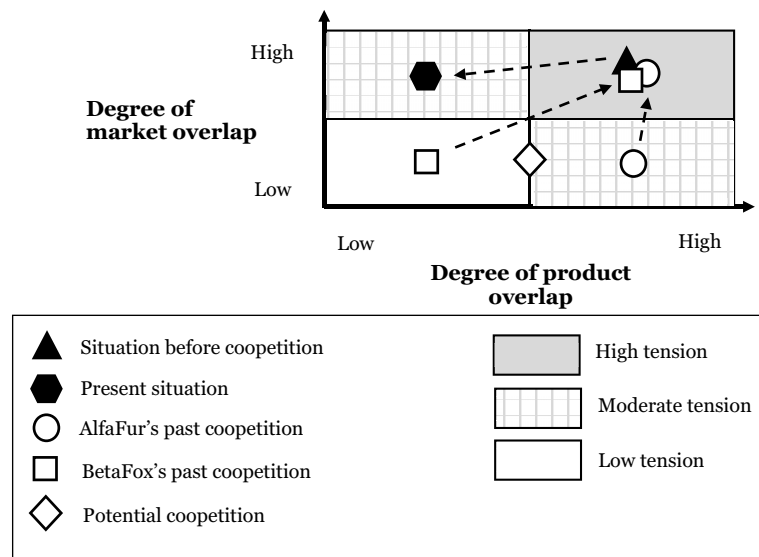 High
Degree of
market overlap
Low
Low
High
Degree of product
overlap
Situation before coopetition
Present situation
AlfaFur's past coopetition
BetaFox's past coopetition
Potential coopetition
High tension
Moderate tension
Low tension